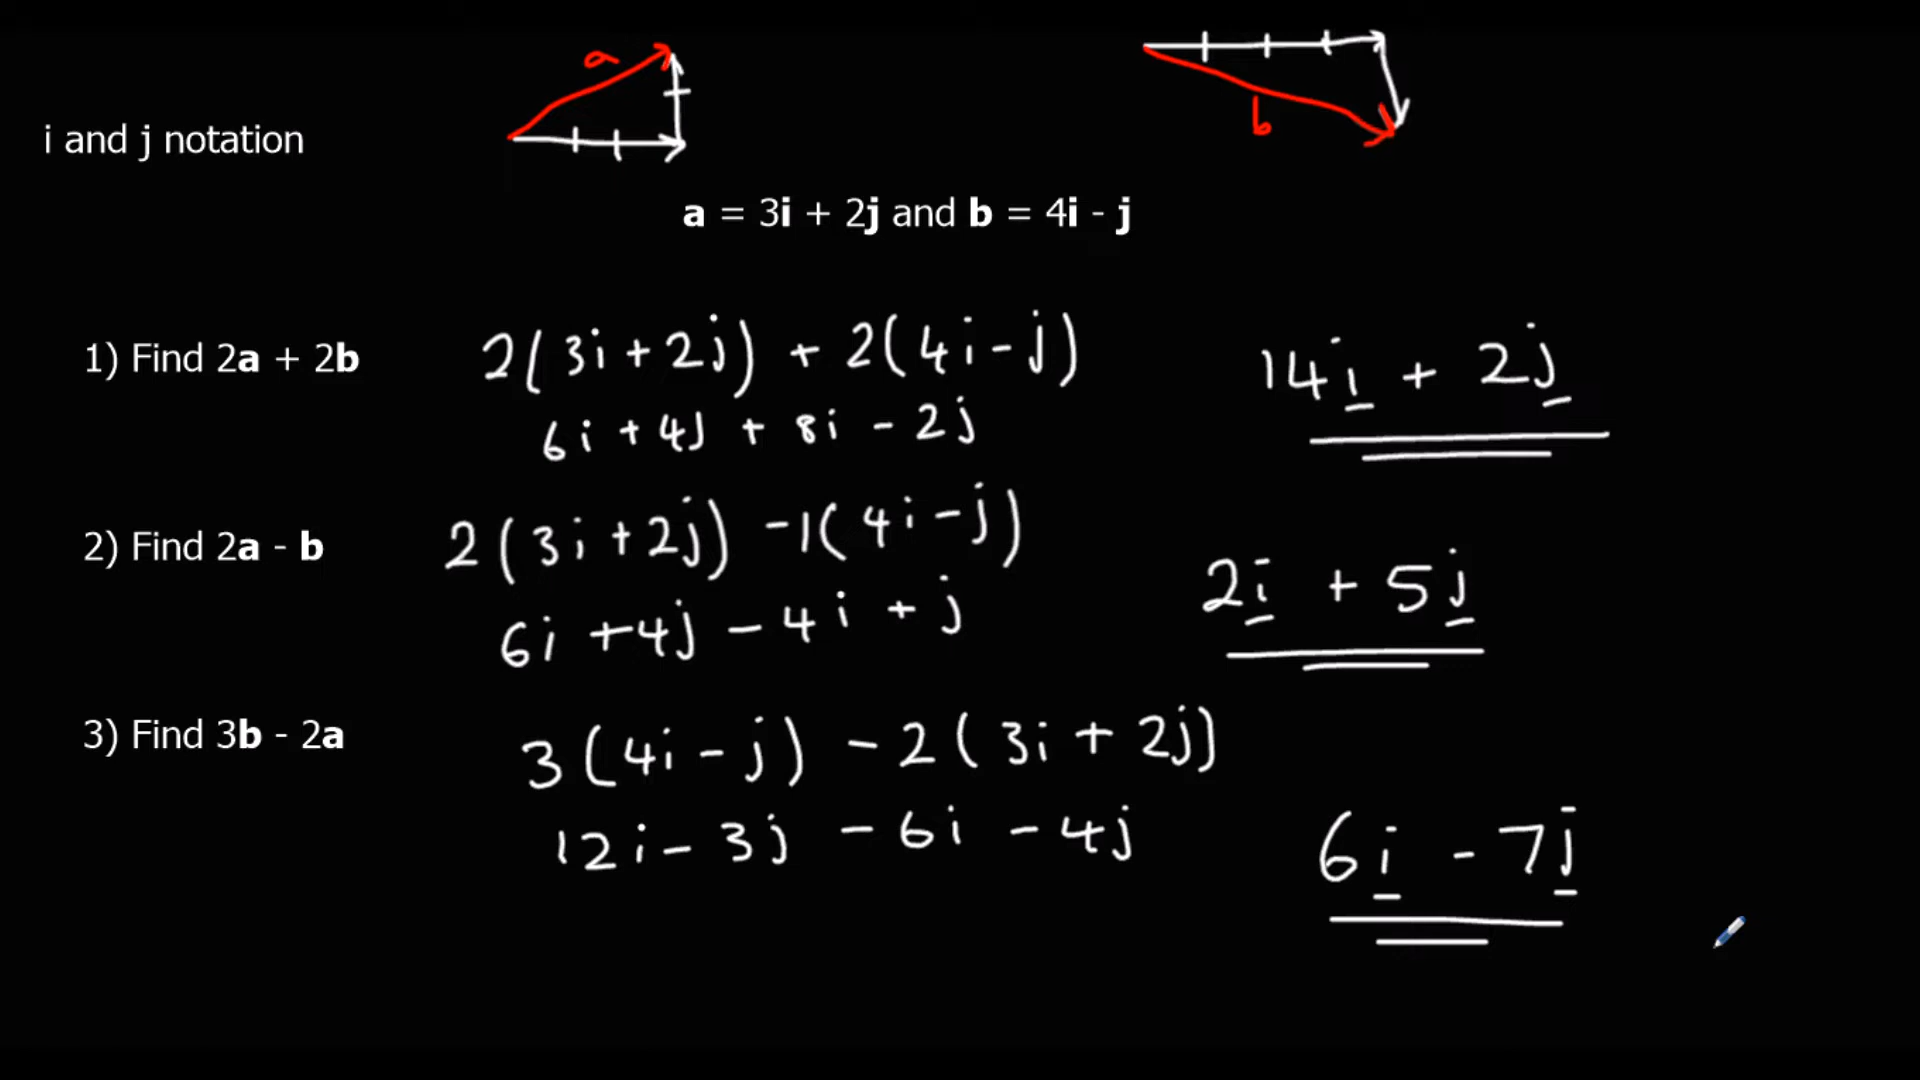 a
b
i and j notation
a = 3i + 2j and b = 4i - j
1) Find 2a + 2b
2(3i + 2j) + 2(4i - j)
6i + 4j + 8i - 2j
14i + 2j
2) Find 2a - b
2(3i + 2j) - 1(4i - j)
6i + 4j - 4i + j
2i + 5j
3) Find 3b - 2a
3(4i - j) - 2(3i + 2j)
12i - 3j - 6i - 4j
6i - 7j